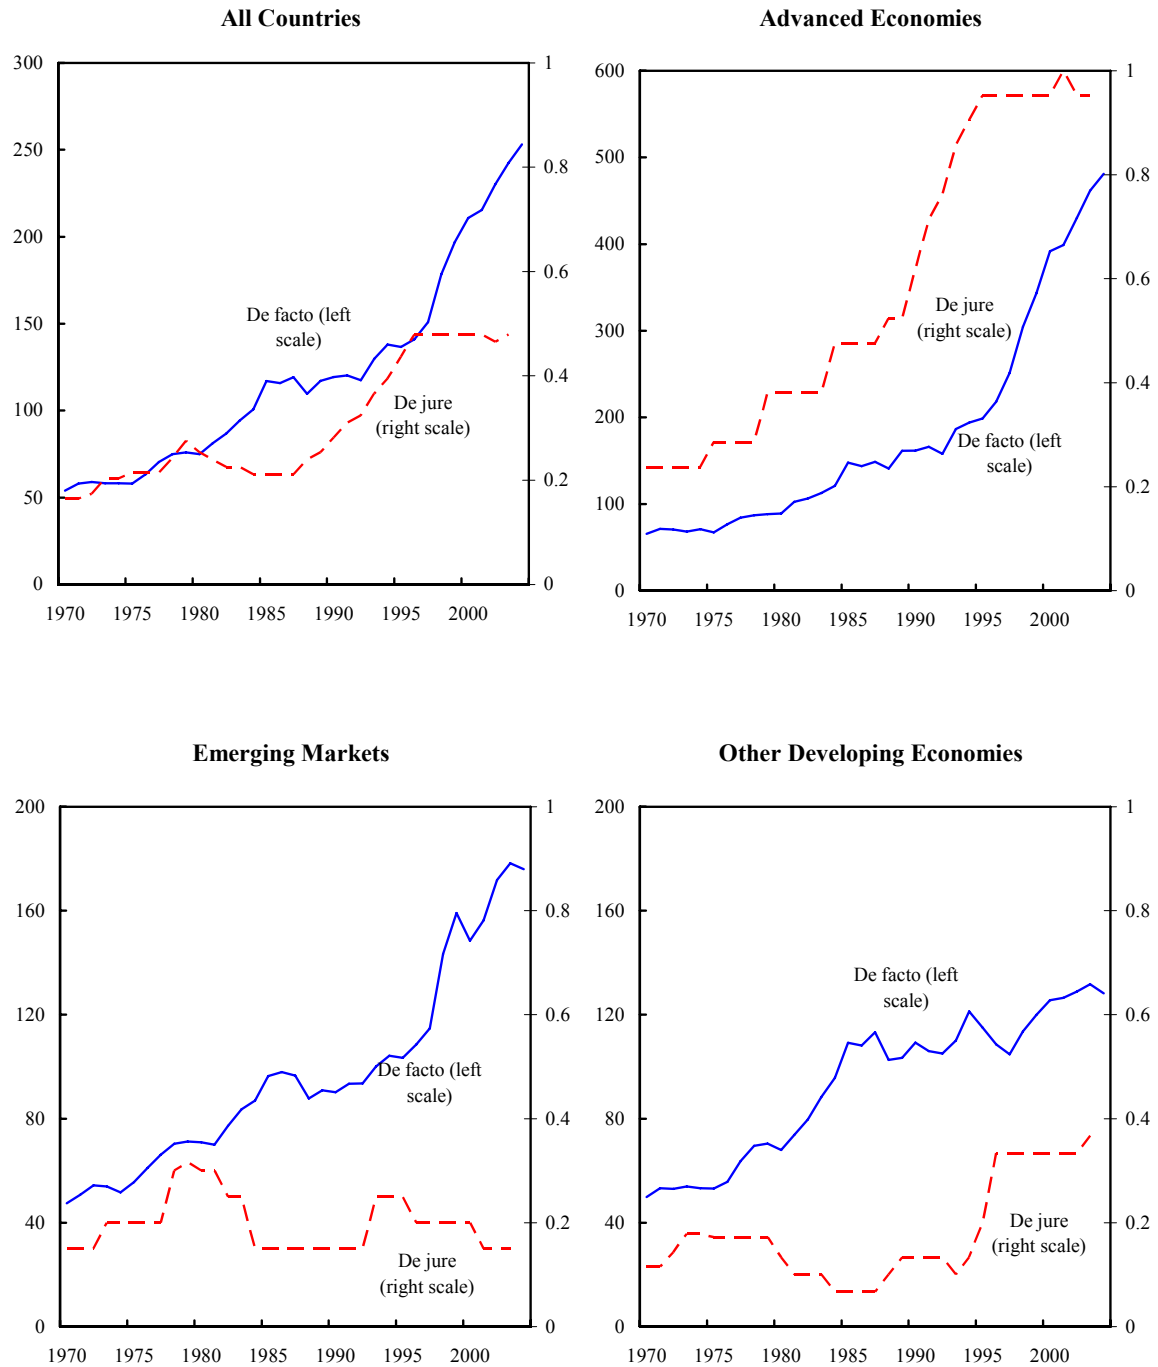 All Countries
300
250
200
150
100
50
0
1
0.8
0.6
0.4
0.2
0
De facto (left
scale)
De jure
(right scale)
1970 1975 1980 1985 1990 1995 2000
Advanced Economies
600
500
400
300
200
100
0
1
0.8
0.6
0.4
0.2
0
De jure
(right scale)
De facto (left
scale)
1970 1975 1980 1985 1990 1995 2000
Emerging Markets
200
160
120
80
40
0
1
0.8
0.6
0.4
0.2
0
De facto (left
scale)
De jure
(right scale)
1970 1975 1980 1985 1990 1995 2000
Other Developing Economies
200
160
120
80
40
0
1
0.8
0.6
0.4
0.2
0
De facto (left
scale)
De jure
(right scale)
1970 1975 1980 1985 1990 1995 2000